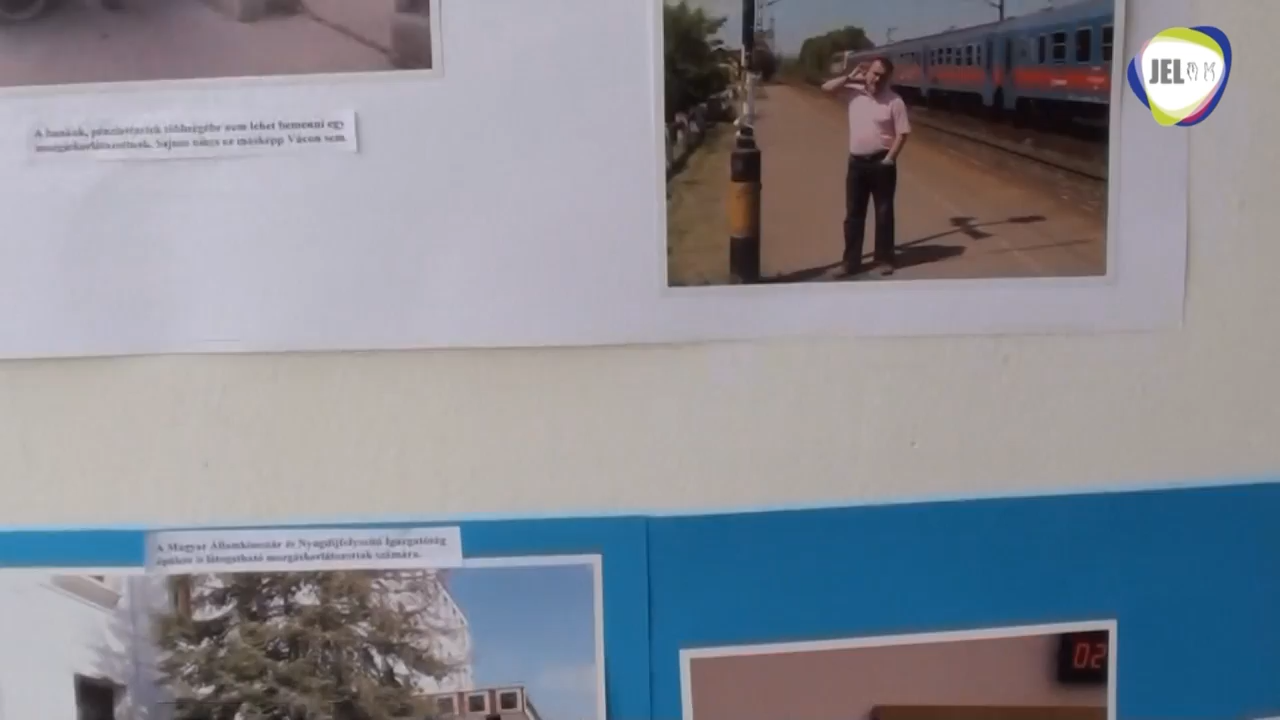 JEL
A bankok, pénzintézetek többségébe nem lehet bemenni egy
mozgáskorlátozottnak. Sajnos nincs ez másképp Vácon sem.
A Magyar Államkincstár és Nyugdíjfolyósító Igazgatóság
épülete is látogatható mozgáskorlátozottak számára.
02